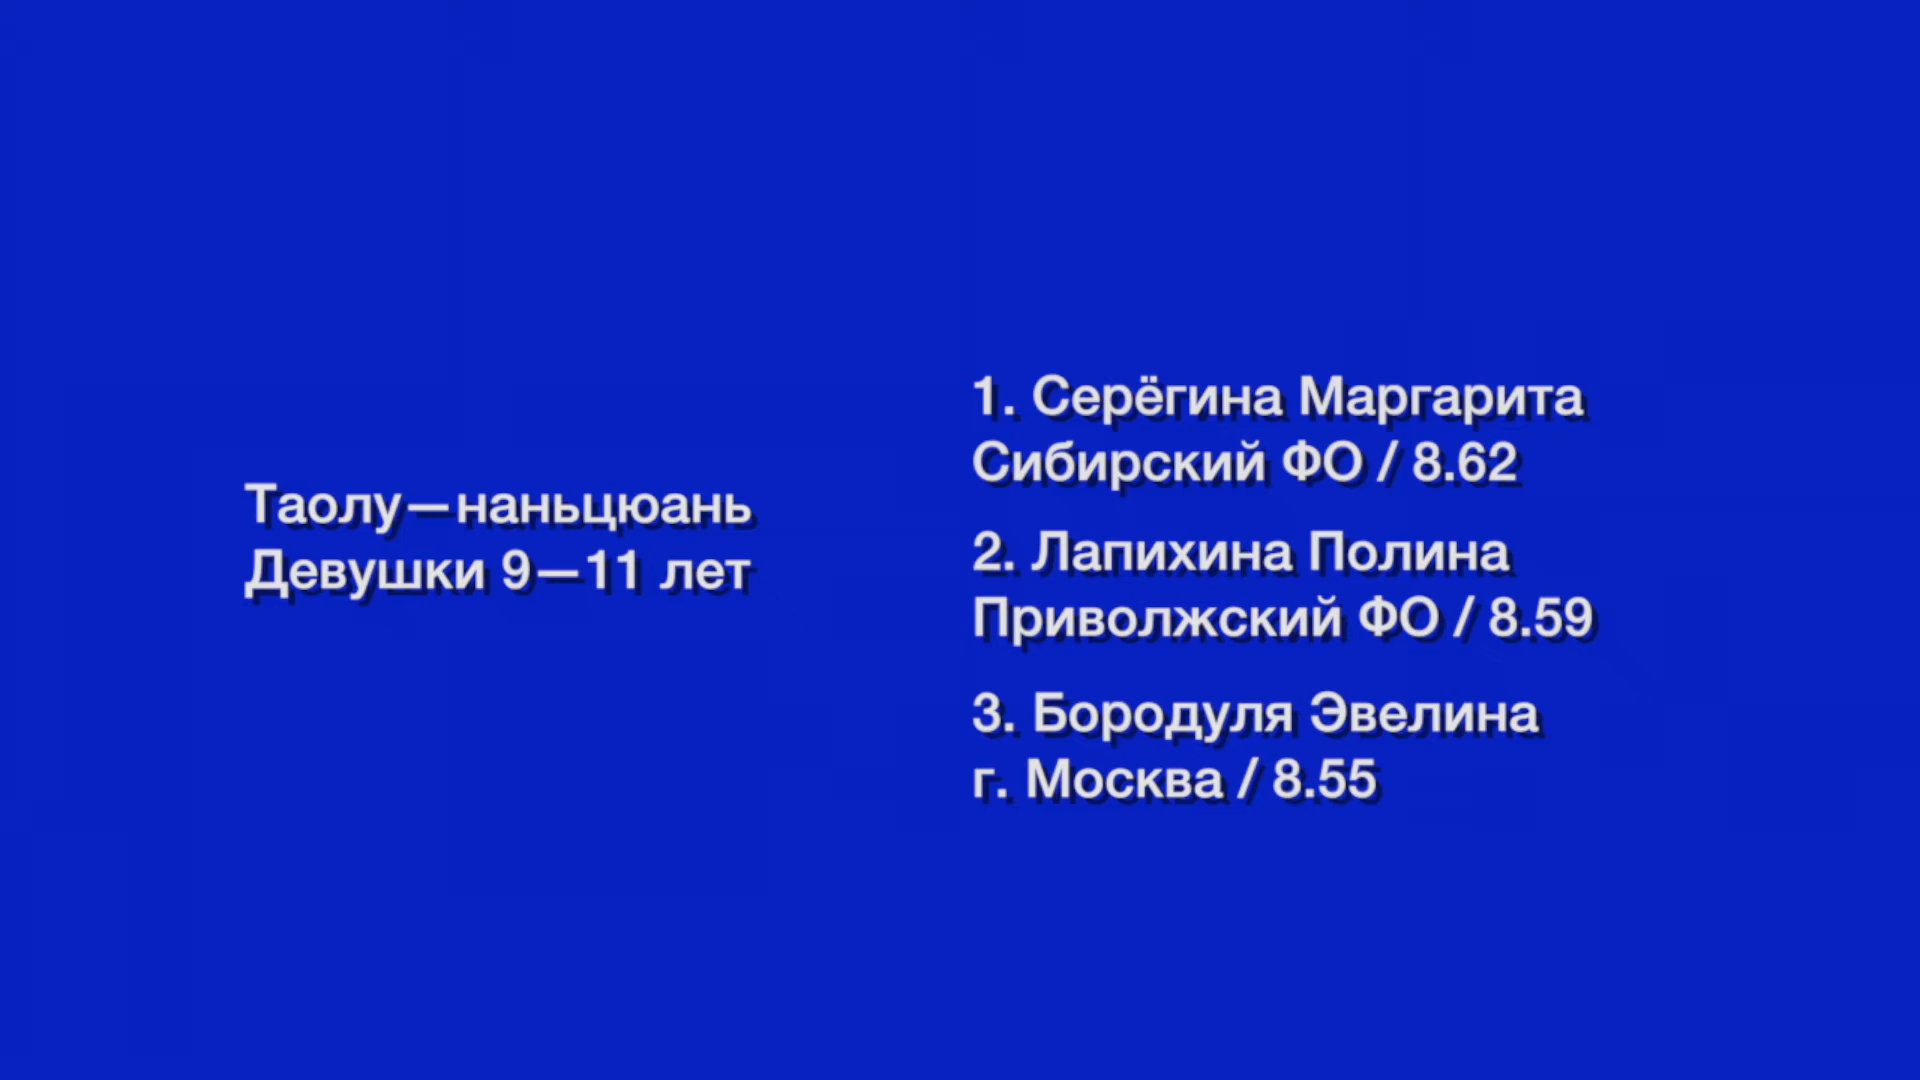 Таолу—наньцюань
Девушки 9—11 лет
1. Серёгина Маргарита
Сибирский ФО / 8.62
2. Лапихина Полина
Приволжский ФО / 8.59
3. Бородуля Эвелина
г. Москва / 8.55